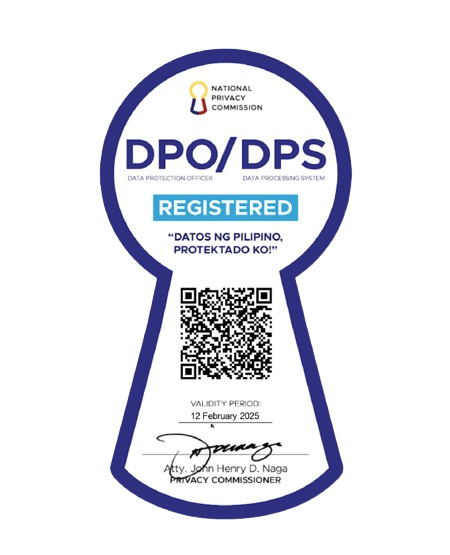 NATIONAL
PRIVACY
COMMISSION
DPO/DPS
DATA PROTECTION OFFICER DATA PROCESSING SYSTEM
REGISTERED
“DATOS NG PILIPINO,
PROTEKTADO KO!”
VALIDITY PERIOD:
12 February 2025
Atty. John Henry D. Naga
PRIVACY COMMISSIONER